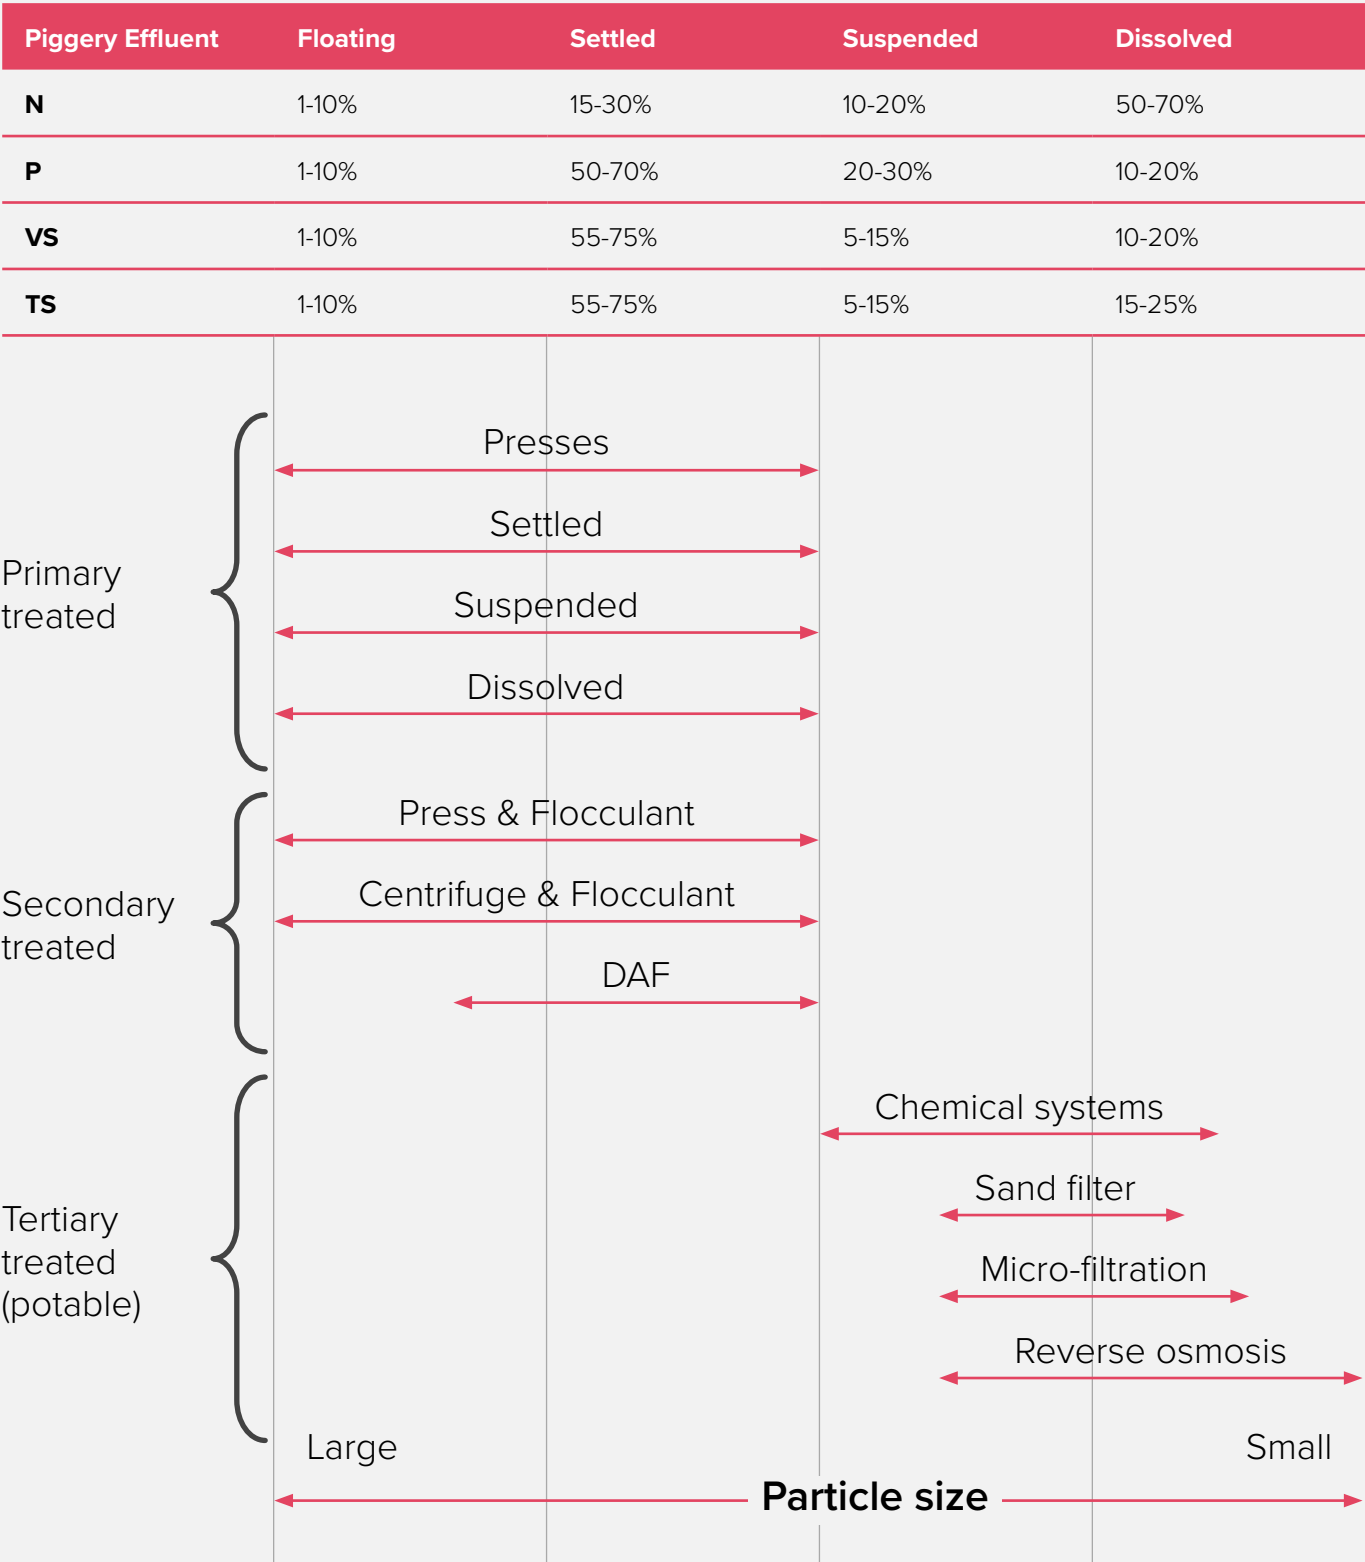 Piggery Effluent Floating Settled Suspended Dissolved
N 1-10% 15-30% 10-20% 50-70%
P 1-10% 50-70% 20-30% 10-20%
VS 1-10% 55-75% 5-15% 10-20%
TS 1-10% 55-75% 5-15% 15-25%
Primary
treated
Presses
Settled
Suspended
Dissolved
Secondary
treated
Press & Flocculant
Centrifuge & Flocculant
DAF
Tertiary
treated
(potable)
Chemical systems
Sand filter
Micro-filtration
Reverse osmosis
Large Small
Particle size